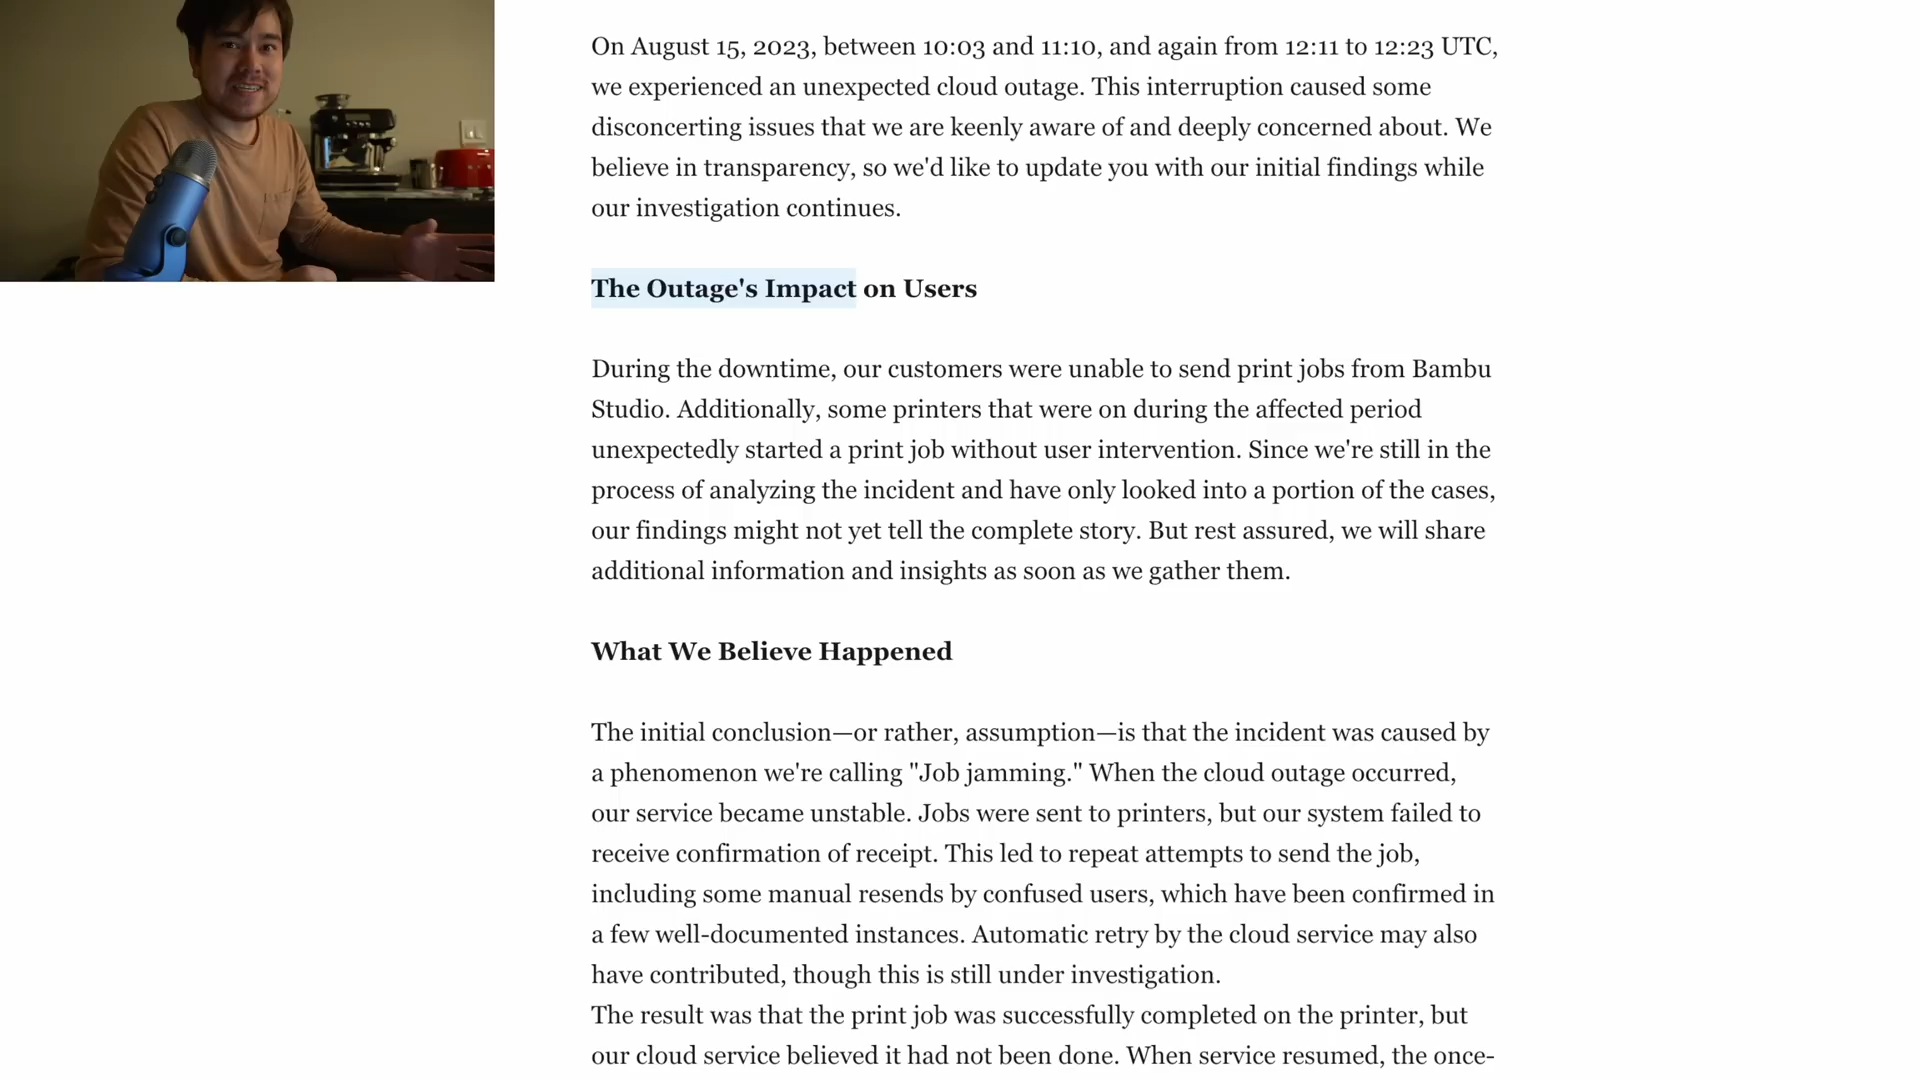 On August 15, 2023, between 10:03 and 11:10, and again from 12:11 to 12:23 UTC,
we experienced an unexpected cloud outage. This interruption caused some
disconcerting issues that we are keenly aware of and deeply concerned about. We
believe in transparency, so we'd like to update you with our initial findings while
our investigation continues.
The Outage's Impact on Users
During the downtime, our customers were unable to send print jobs from Bambu
Studio. Additionally, some printers that were on during the affected period
unexpectedly started a print job without user intervention. Since we're still in the
process of analyzing the incident and have only looked into a portion of the cases,
our findings might not yet tell the complete story. But rest assured, we will share
additional information and insights as soon as we gather them.
What We Believe Happened
The initial conclusion—or rather, assumption—is that the incident was caused by
a phenomenon we're calling "Job jamming." When the cloud outage occurred,
our service became unstable. Jobs were sent to printers, but our system failed to
receive confirmation of receipt. This led to repeat attempts to send the job,
including some manual resends by confused users, which have been confirmed in
a few well-documented instances. Automatic retry by the cloud service may also
have contributed, though this is still under investigation.
The result was that the print job was successfully completed on the printer, but
our cloud service believed it had not been done. When service resumed, the once-